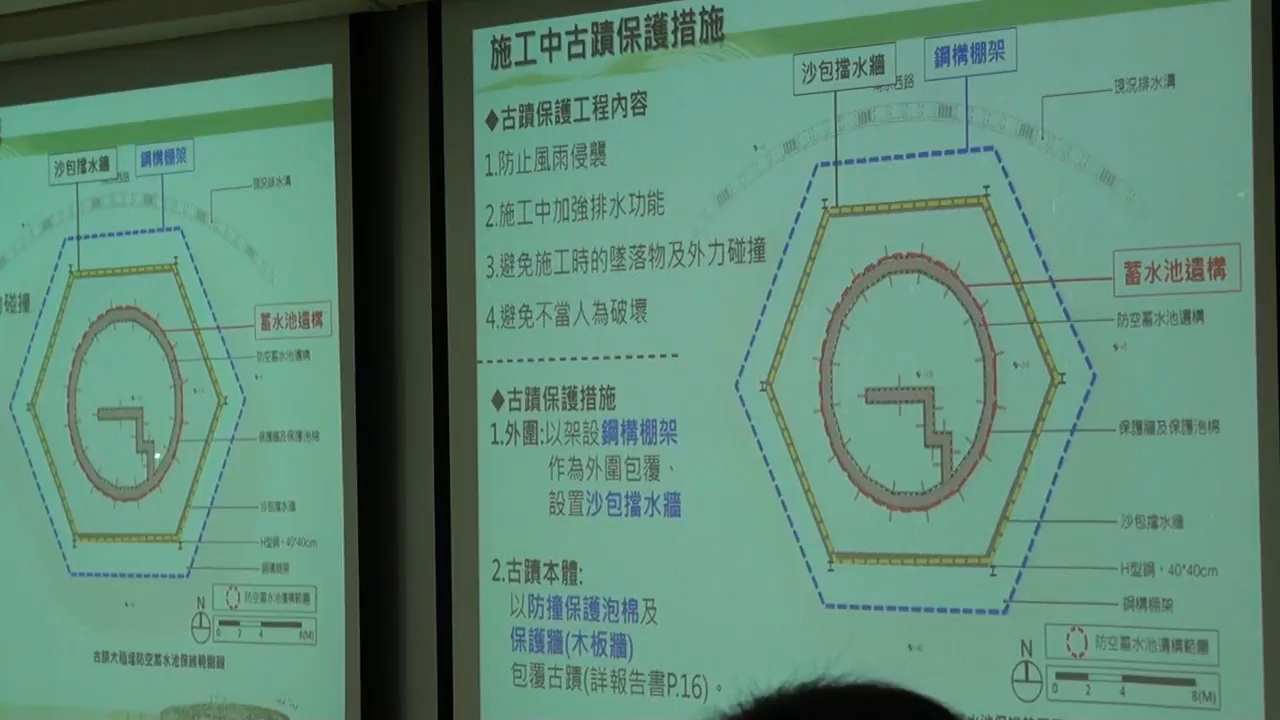 施工中古蹟保護措施
◆古蹟保護工程內容
1.防止風雨侵襲
2.施工中加強排水功能
3.避免施工時的墜落物及外力碰撞
4.避免不當人為破壞
◆古蹟保護措施
1.外圍:以架設鋼構棚架
作為外圍包覆、
設置沙包擋水牆
2.古蹟本體:
以防撞保護泡棉及
保護牆(木板牆)
包覆古蹟(詳報告書P.16)。
沙包擋水牆
鋼構棚架
現況排水溝
蓄水池遺構
防空蓄水池遺構
保護牆及保護泡棉
沙包擋水牆
H型鋼，40*40cm
鋼構棚架
防空蓄水池遺構範圍
N
0 2 4 8(M)
碰撞
沙包擋水牆
鋼構棚架
現況排水溝
蓄水池遺構
防空蓄水池遺構
保護牆及保護泡棉
沙包擋水牆
H型鋼，40*40cm
鋼構棚架
防空蓄水池遺構範圍
N
0 2 4 8(M)